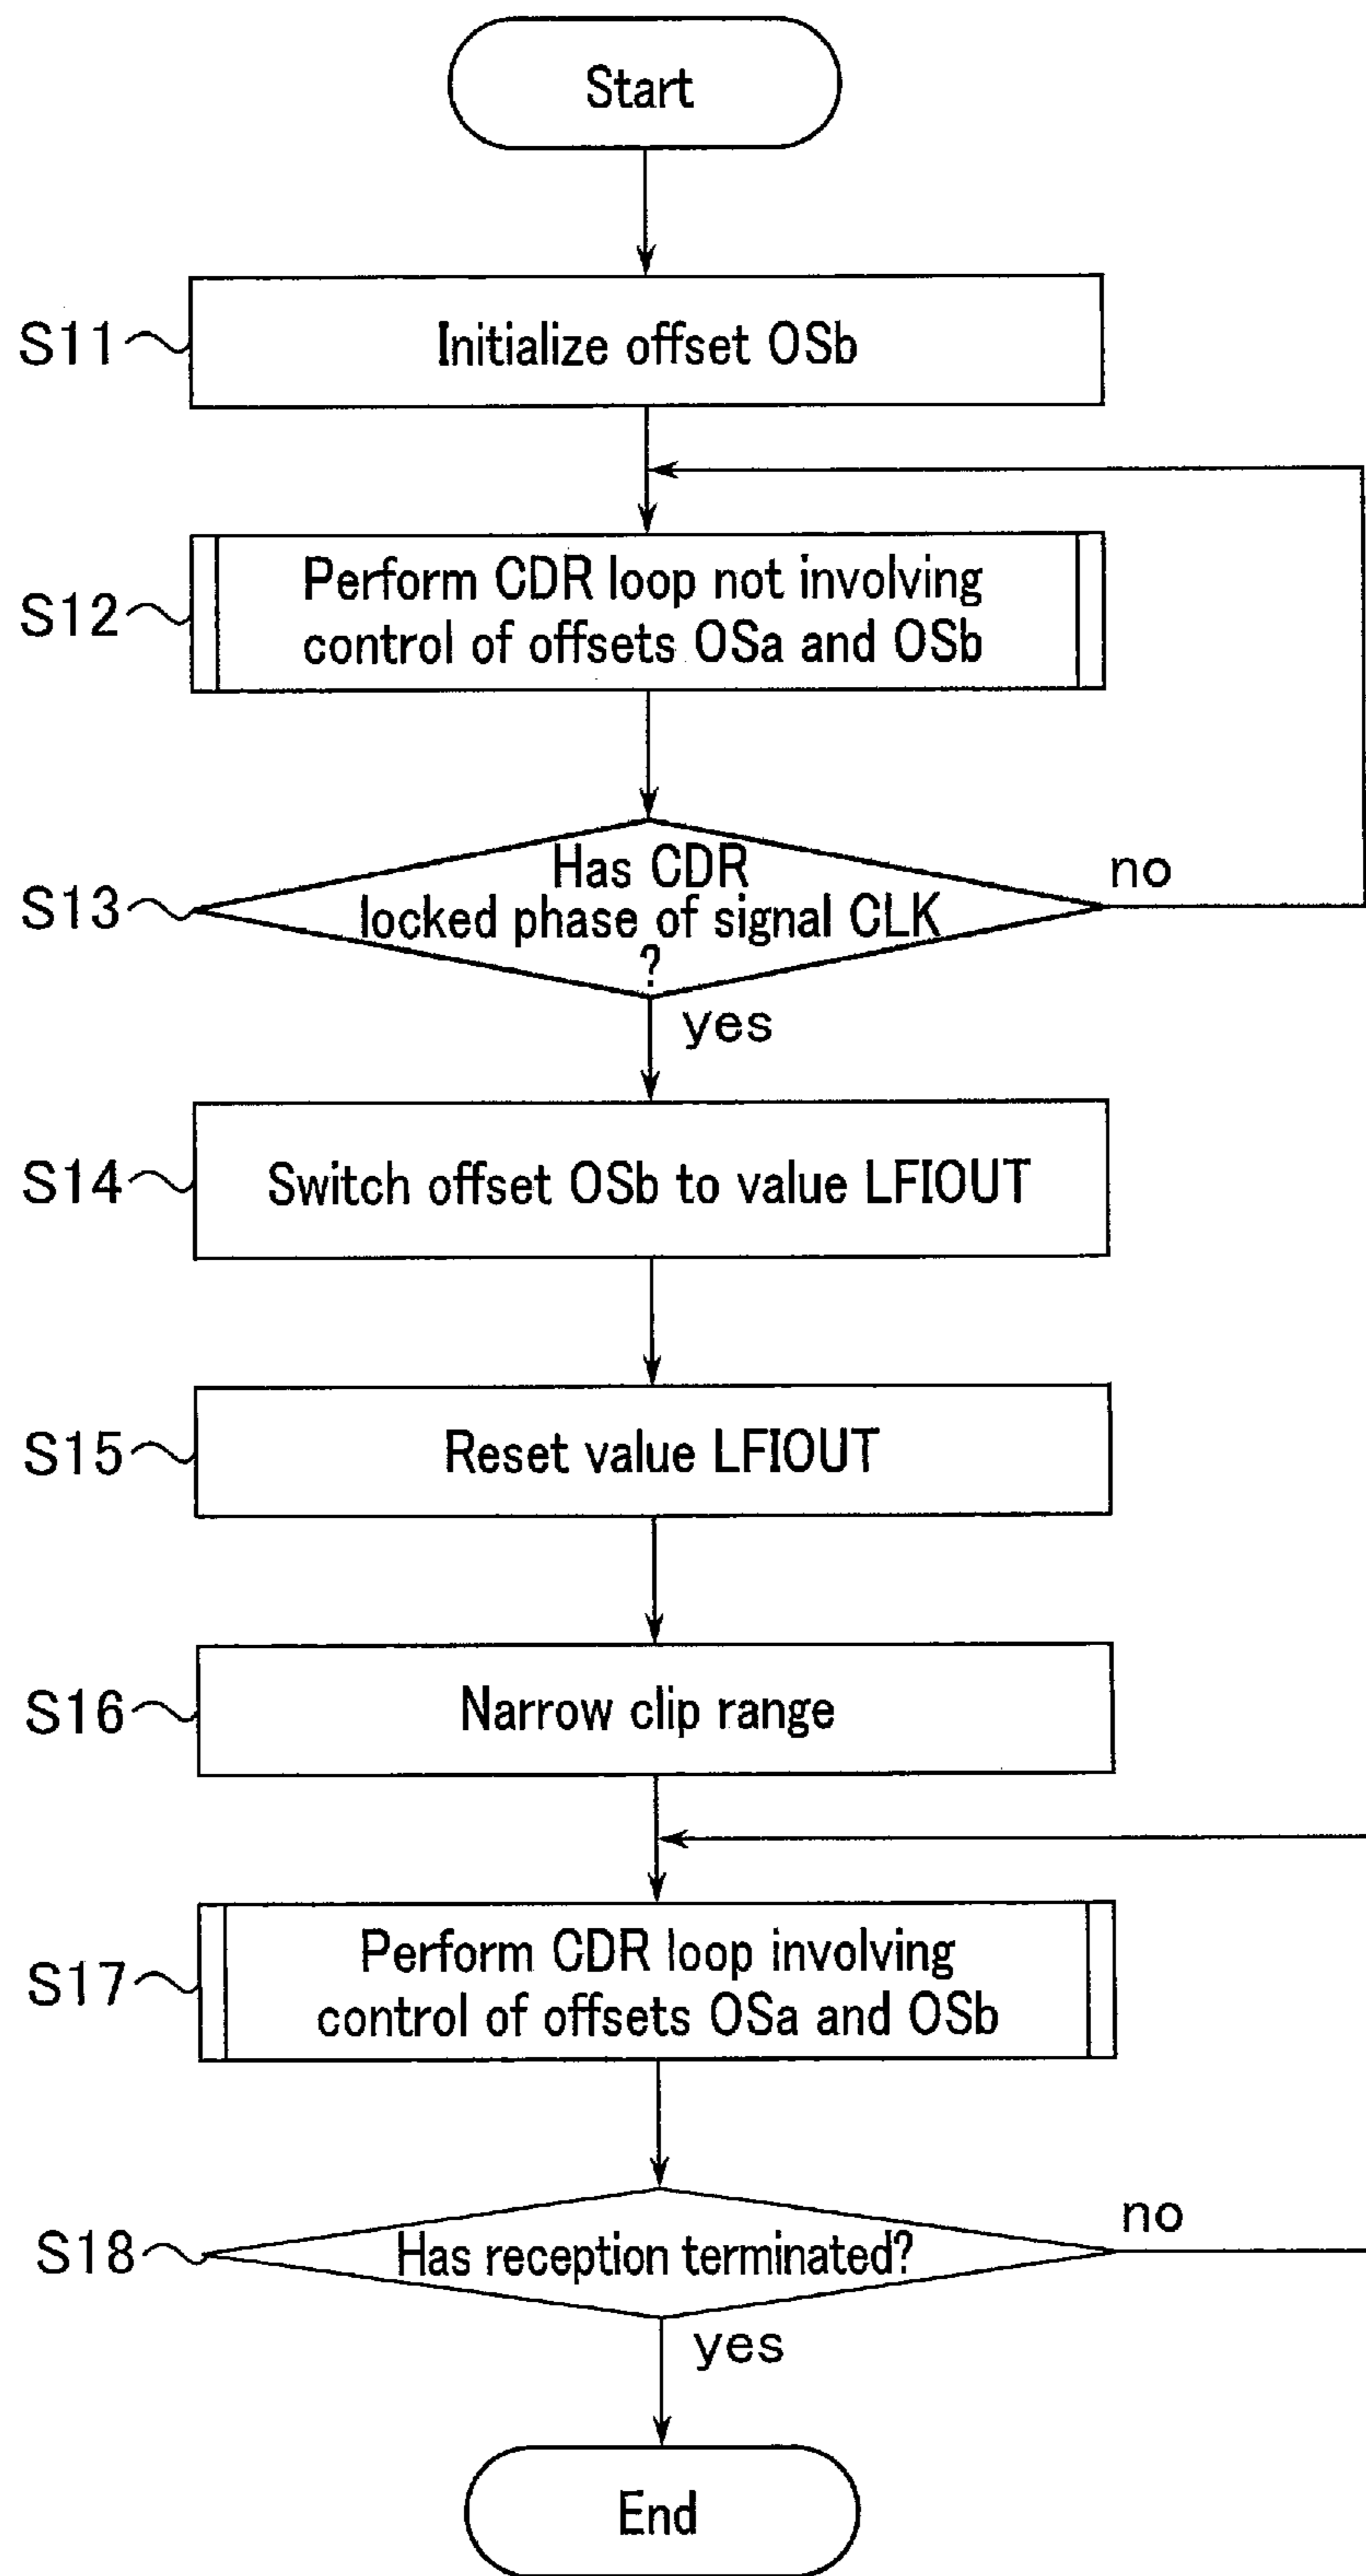 Start
S11
Initialize offset OSb
S12
Perform CDR loop not involving
control of offsets OSa and OSb
S13
Has CDR
locked phase of signal CLK
?
no
yes
S14
Switch offset OSb to value LFIOUT
S15
Reset value LFIOUT
S16
Narrow clip range
S17
Perform CDR loop involving
control of offsets OSa and OSb
S18
Has reception terminated?
no
yes
End